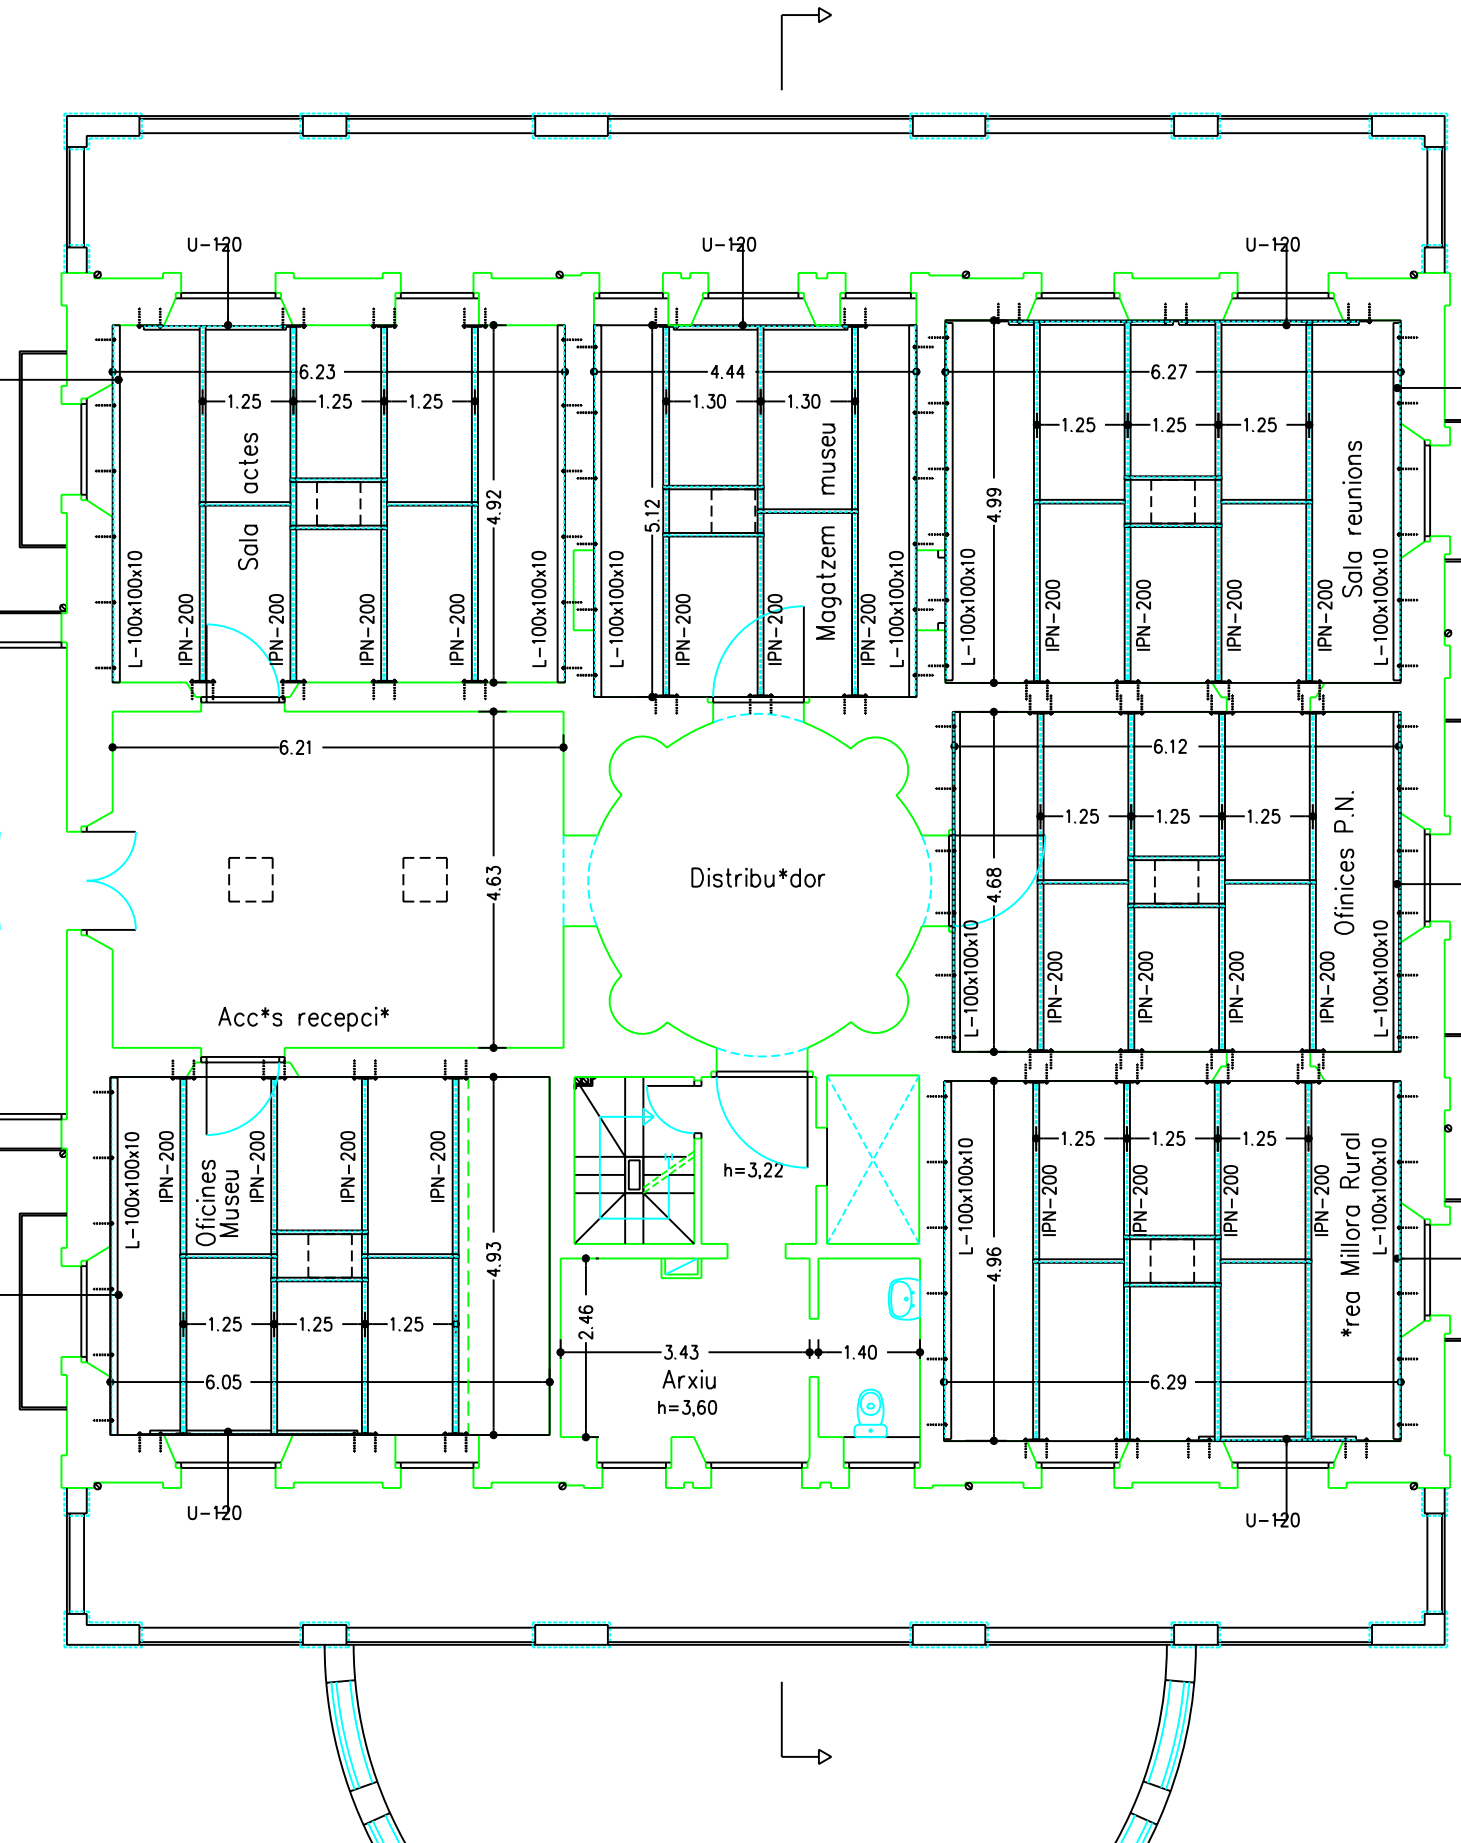 U-120
U-120
U-120
6.23
4.44
6.27
1.25
1.25
1.25
1.30
1.30
1.25
1.25
1.25
Sala actes
4.92
5.12
Magatzem museu
4.99
Sala reunions
L-100x100x10
IPN-200
IPN-200
IPN-200
IPN-200
L-100x100x10
L-100x100x10
IPN-200
IPN-200
IPN-200
L-100x100x10
L-100x100x10
IPN-200
IPN-200
IPN-200
IPN-200
L-100x100x10
6.21
6.12
1.25
1.25
1.25
4.63
Distribu*dor
4.68
Ofinices P.N.
Acc*s recepci*
L-100x100x10
IPN-200
IPN-200
IPN-200
IPN-200
L-100x100x10
L-100x100x10
IPN-200
Oficines
Museu
IPN-200
IPN-200
IPN-200
h=3,22
L-100x100x10
IPN-200
IPN-200
IPN-200
IPN-200
*rea Millora Rural
L-100x100x10
1.25
1.25
1.25
4.93
4.96
1.25
1.25
1.25
2.46
3.43
1.40
6.05
Arxiu
h=3,60
6.29
U-120
U-120